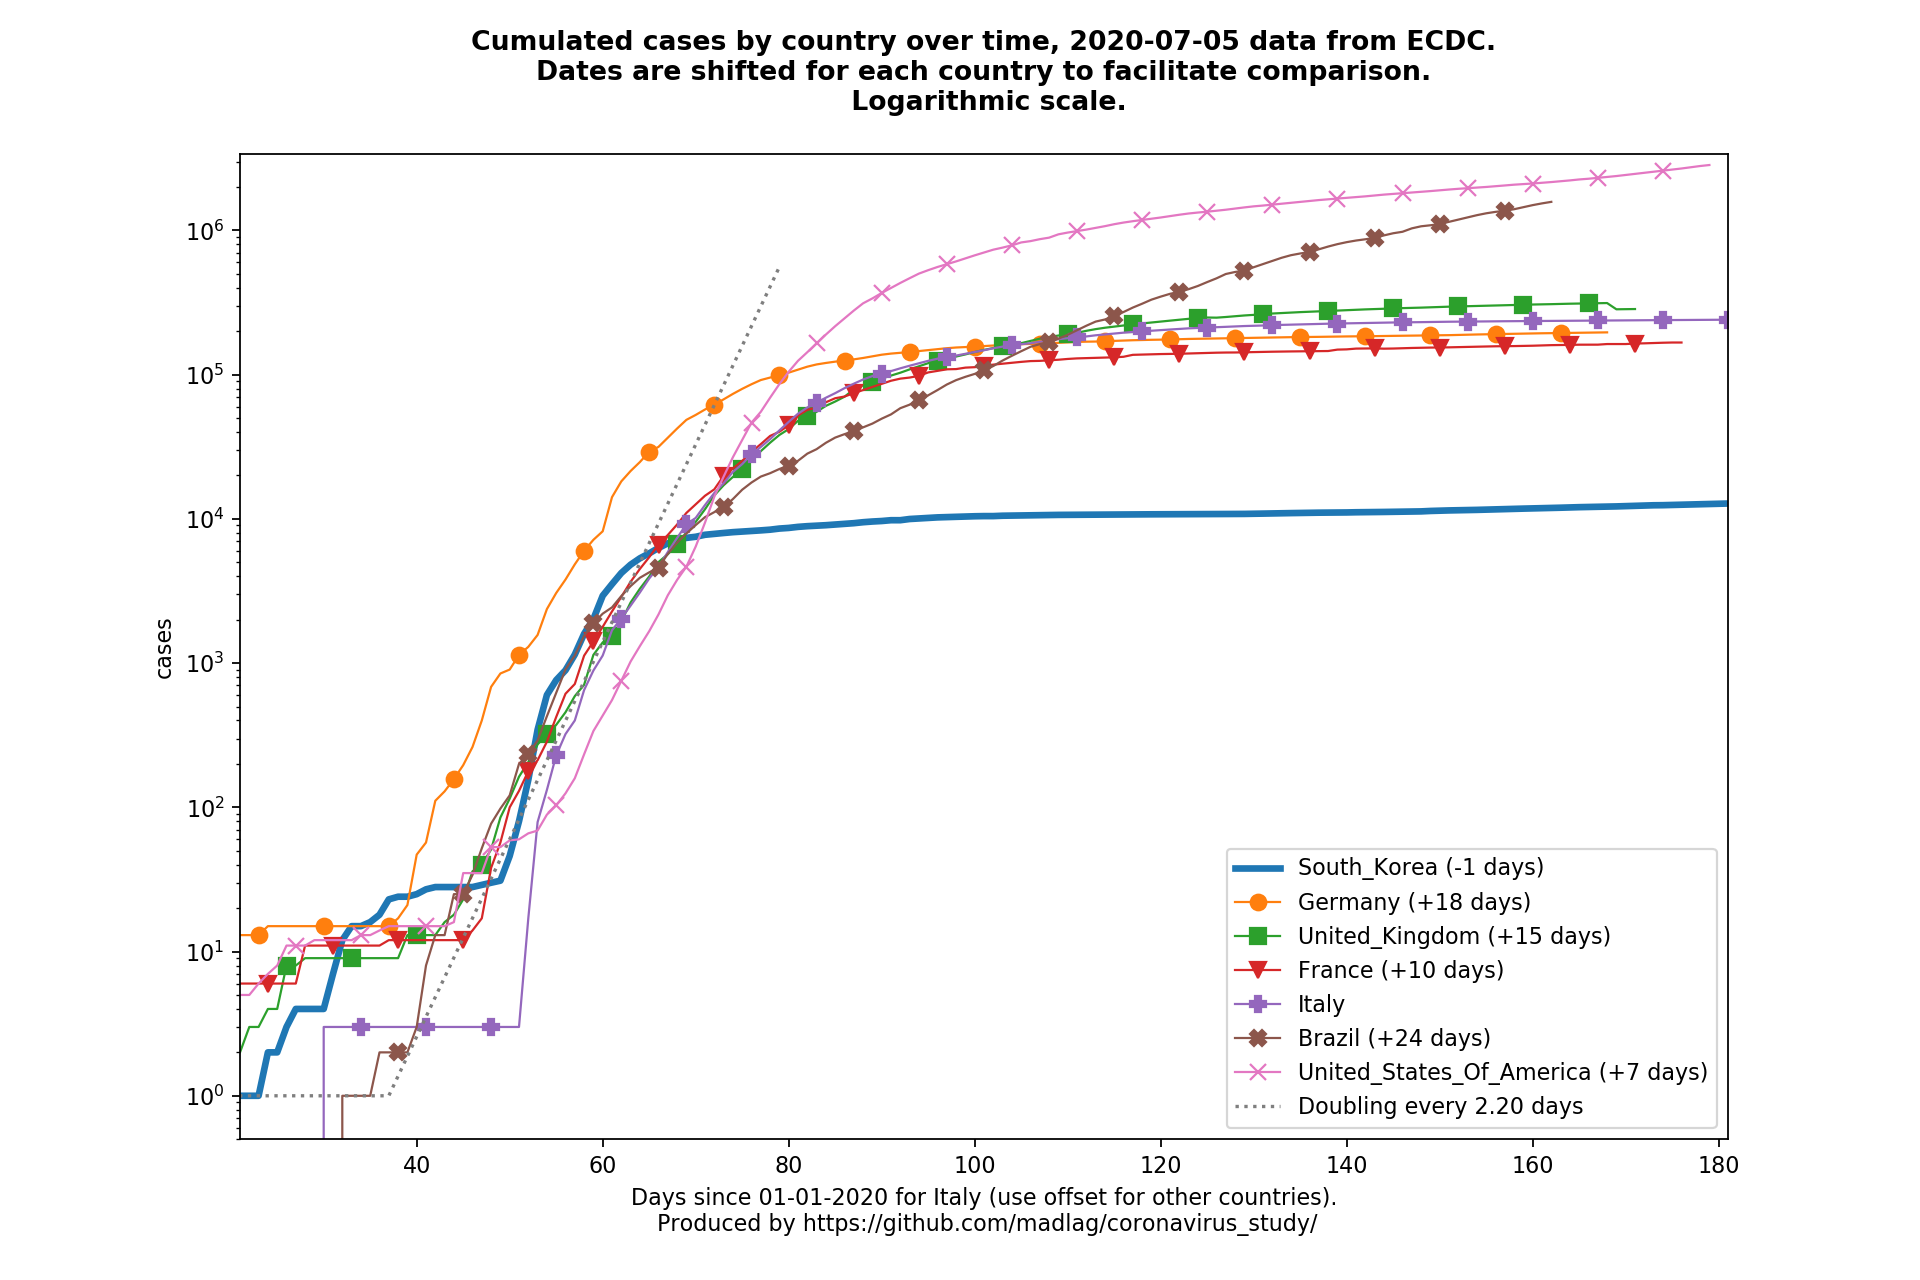 Cumulated cases by country over time, 2020-07-05 data from ECDC.
Dates are shifted for each country to facilitate comparison.
Logarithmic scale.
10^6
10^5
10^4
10^3
10^2
10^1
10^0
cases
South_Korea (-1 days)
Germany (+18 days)
United_Kingdom (+15 days)
France (+10 days)
Italy
Brazil (+24 days)
United_States_Of_America (+7 days)
Doubling every 2.20 days
40 60 80 100 120 140 160 180
Days since 01-01-2020 for Italy (use offset for other countries).
Produced by https://github.com/madlag/coronavirus_study/